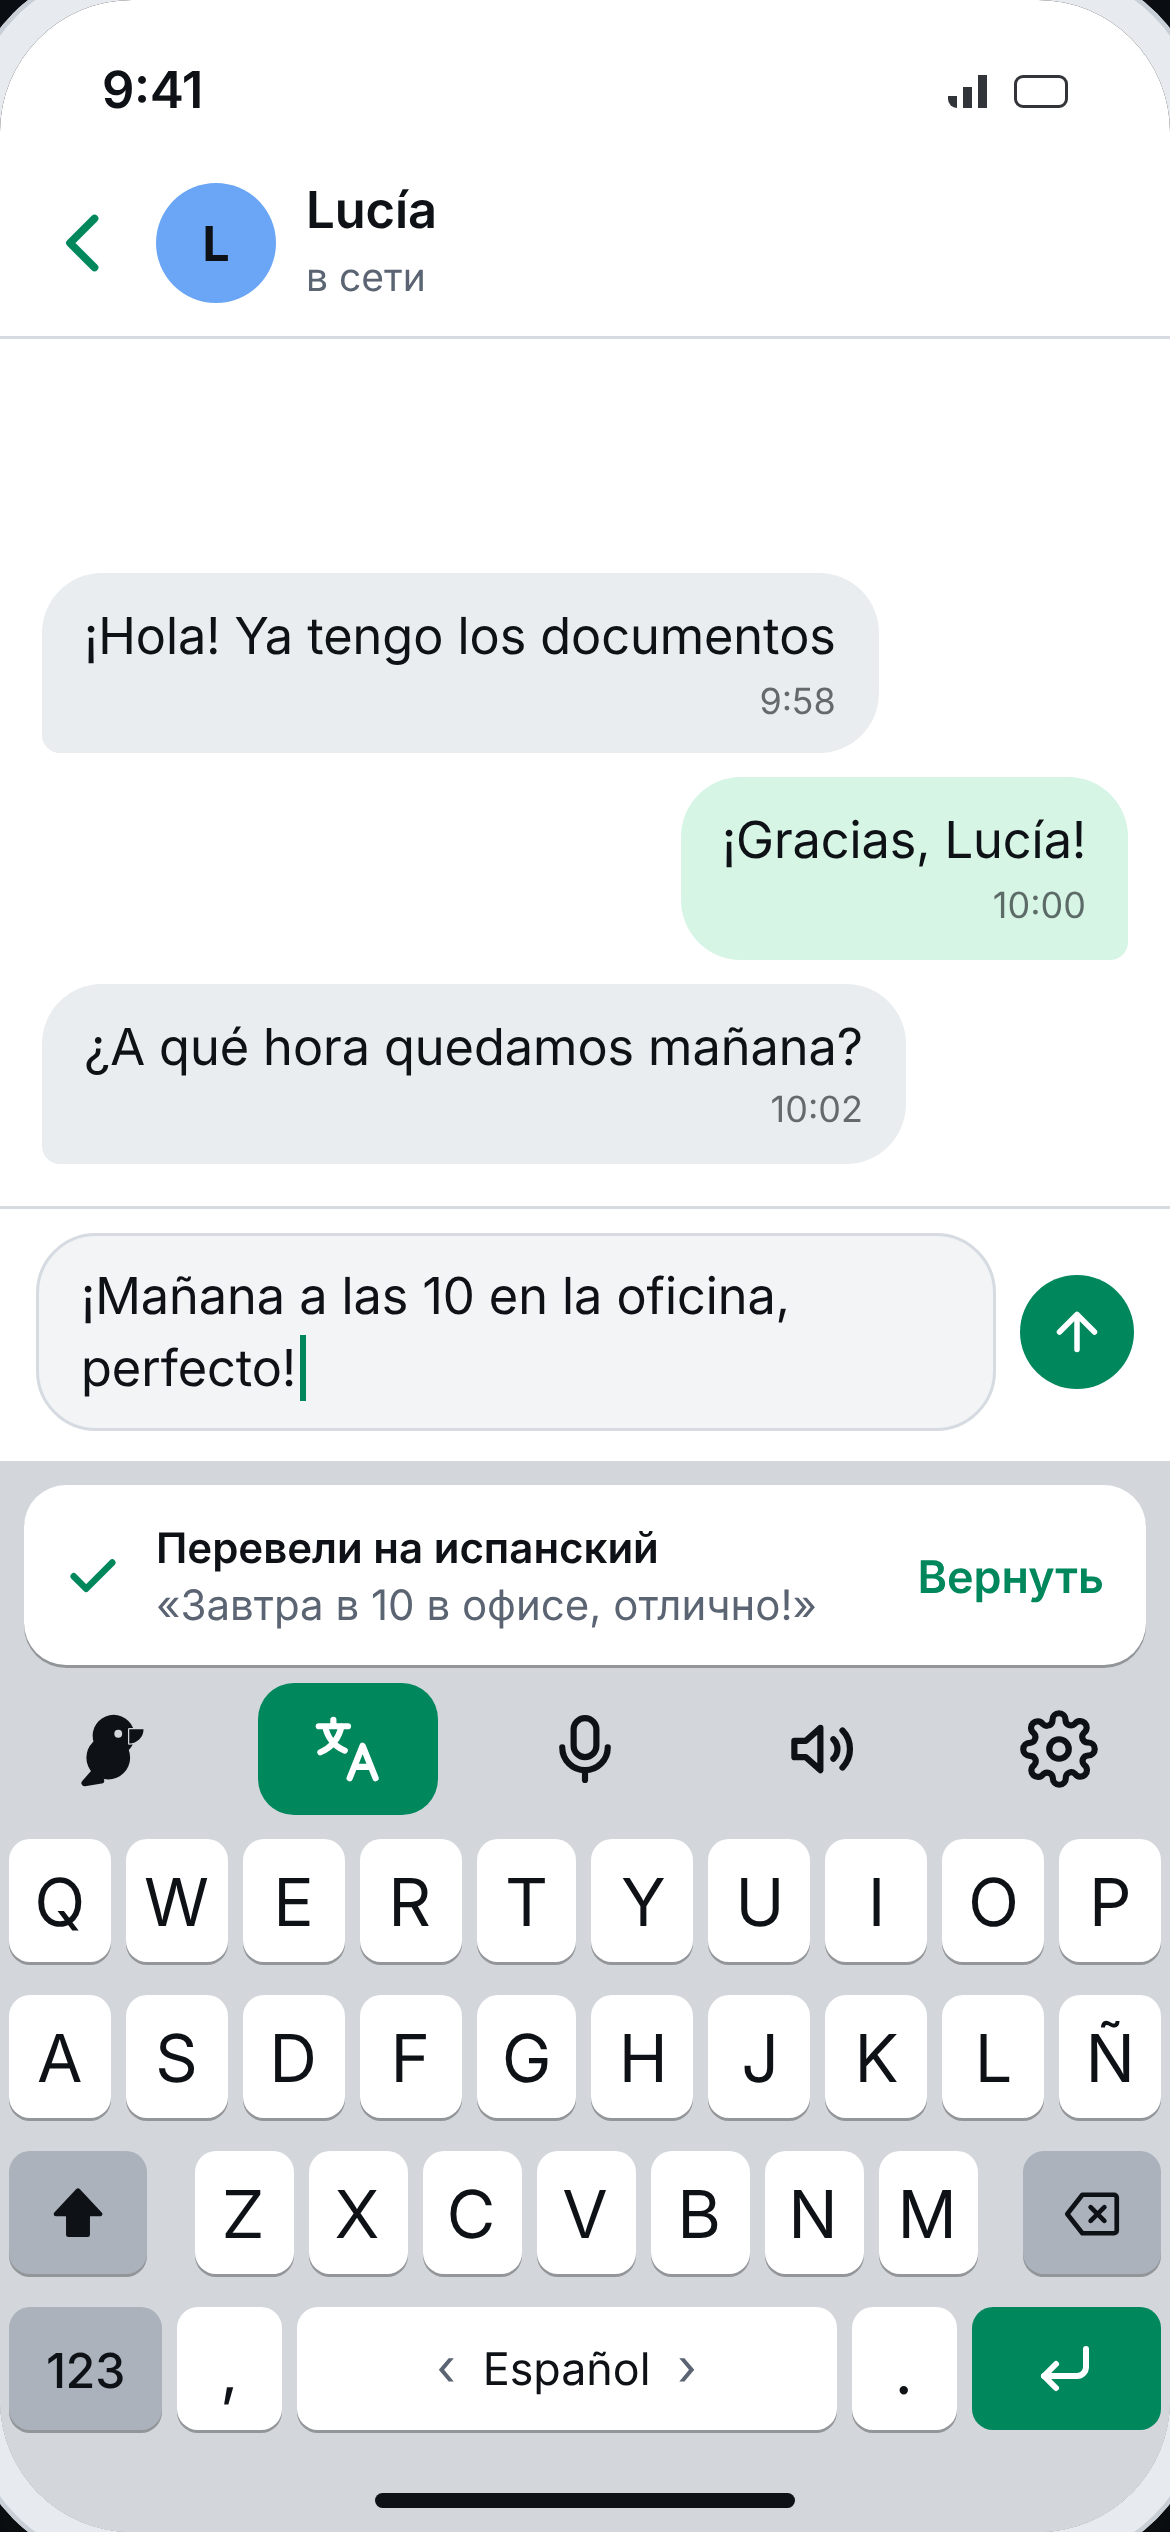 9:41
L
Lucía
в сети
¡Hola! Ya tengo los documentos
9:58
¡Gracias, Lucía!
10:00
¿A qué hora quedamos mañana?
10:02
¡Mañana a las 10 en la oficina,
perfecto!
Перевели на испанский
«Завтра в 10 в офисе, отлично!»
Вернуть
文A
Q W E R T Y U I O P
A S D F G H J K L Ñ
Z X C V B N M
123 , ‹ Español › .